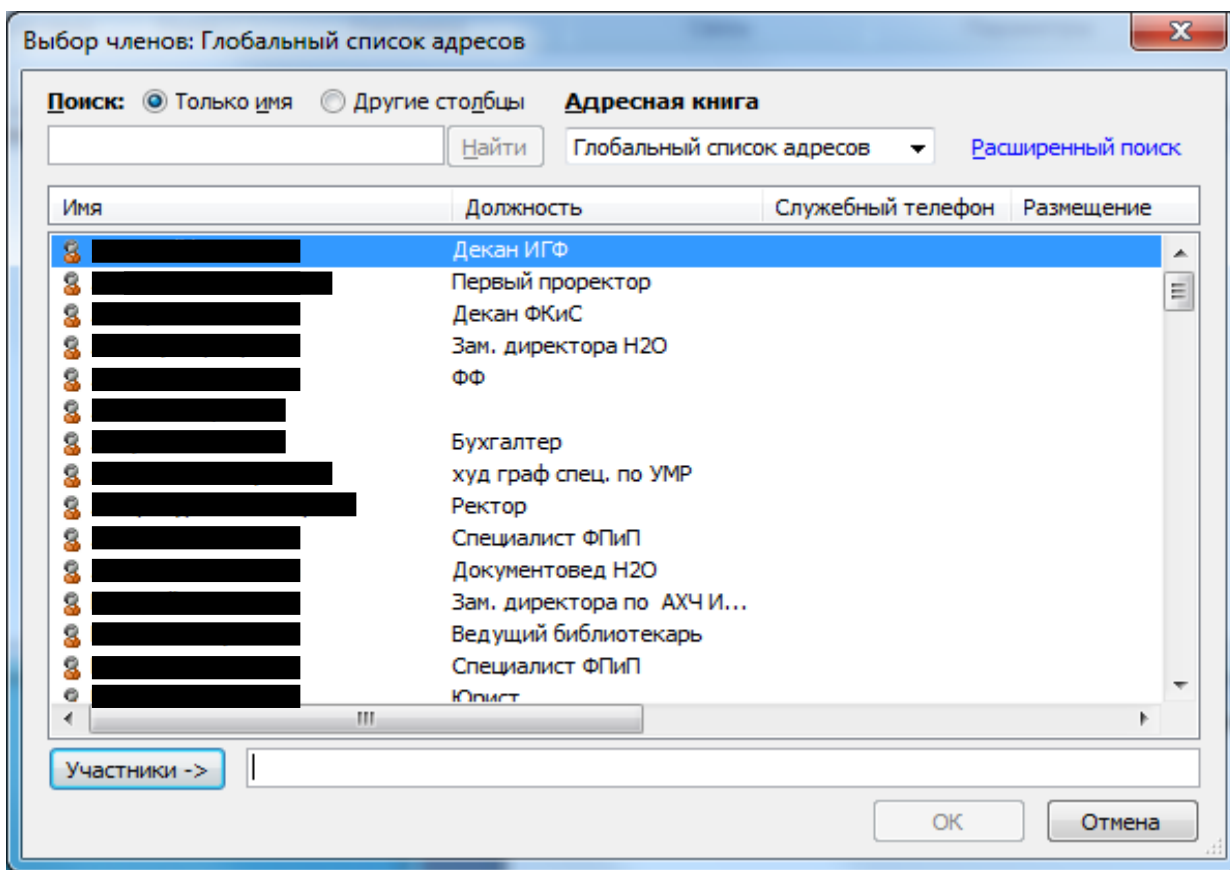 Выбор членов: Глобальный список адресов
Поиск: Только имя Другие столбцы Адресная книга
Найти Глобальный список адресов Расширенный поиск
Имя Должность Служебный телефон Размещение
Декан ИГФ
Первый проректор
Декан ФКиС
Зам. директора Н2О
ФФ
Бухгалтер
худ граф спец. по УМР
Ректор
Специалист ФПиП
Документовед Н2О
Зам. директора по АХЧ И...
Ведущий библиотекарь
Специалист ФПиП
Юрист
Участники ->
ОК Отмена